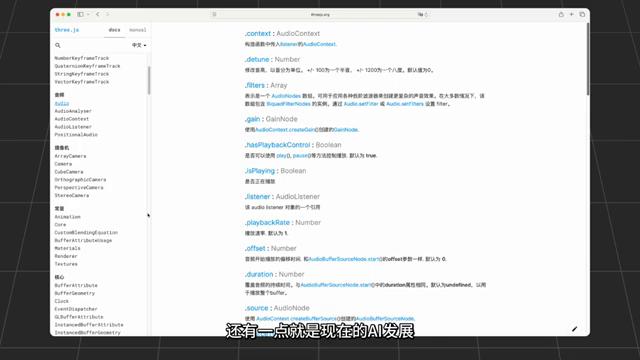 threejs.org
three.js
docs
manual
中文
NumberKeyframeTrack
QuaternionKeyframeTrack
StringKeyframeTrack
VectorKeyframeTrack
音频
Audio
AudioAnalyser
AudioContext
AudioListener
PositionalAudio
摄像机
ArrayCamera
Camera
CubeCamera
OrthographicCamera
PerspectiveCamera
StereoCamera
常量
Animation
Core
CustomBlendingEquation
BufferAttributeUsage
Materials
Renderer
Textures
核心
BufferAttribute
BufferGeometry
Clock
EventDispatcher
GLBufferAttribute
InstancedBufferAttribute
InstancedBufferGeometry
.context : AudioContext
构造函数中传入listener的AudioContext.
.detune : Number
修改音高, 以音分为单位。 +/- 100为一个半音。 +/- 1200为一个八度。默认值为0。
.filters : Array
表示是一个 AudioNodes 数组。可用于应用各种低阶滤波器来创建更复杂的声音效果。在大多数情况下, 该
数组包含 BiquadFilterNodes 的实例。通过 Audio.setFilter 或 Audio.setFilters 设置 filter。
.gain : GainNode
使用AudioContext.createGain()创建的GainNode.
.hasPlaybackControl : Boolean
是否可以使用 play(), pause()等方法控制播放. 默认为 true.
.isPlaying : Boolean
是否正在播放
.listener : AudioListener
该 audio listener 对象的一个引用
.playbackRate : Number
播放速率. 默认为 1.
.offset : Number
音频开始播放的偏移时间. 和AudioBufferSourceNode.start()的offset参数一样. 默认为 0.
.duration : Number
覆盖音频的持续时间。与AudioBufferSourceNode.start()中的duration属性相同。默认为undefined，以用
于播放整个buffer。
.source : AudioNode
使用 AudioContext.createBufferSource()创建的AudioBufferSourceNode.
还有一点就是现在的AI发展